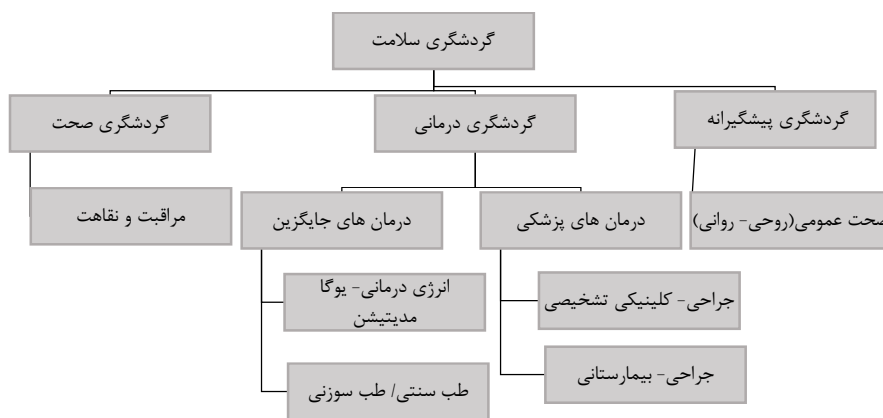 گردشگری سلامت
گردشگری پیشگیرانه
گردشگری درمانی
گردشگری صحت
صحت عمومی(روحی- روانی)
درمان های پزشکی
درمان های جایگزین
مراقبت و نقاهت
جراحی- کلینیکی تشخیصی
انرژی درمانی- یوگا
مدیتیشن
جراحی- بیمارستانی
طب سنتی/ طب سوزنی